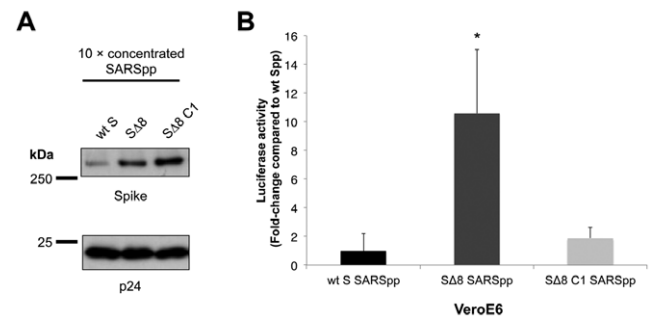 A
10 × concentrated
SARSpp
wt S
SΔ8
SΔ8 C1
kDa
250
Spike
25
p24
B
Luciferase activity
(Fold-change compared to wt Spp)
16
14
12
10
8
6
4
2
0
*
wt S SARSpp
SΔ8 SARSpp
SΔ8 C1 SARSpp
VeroE6